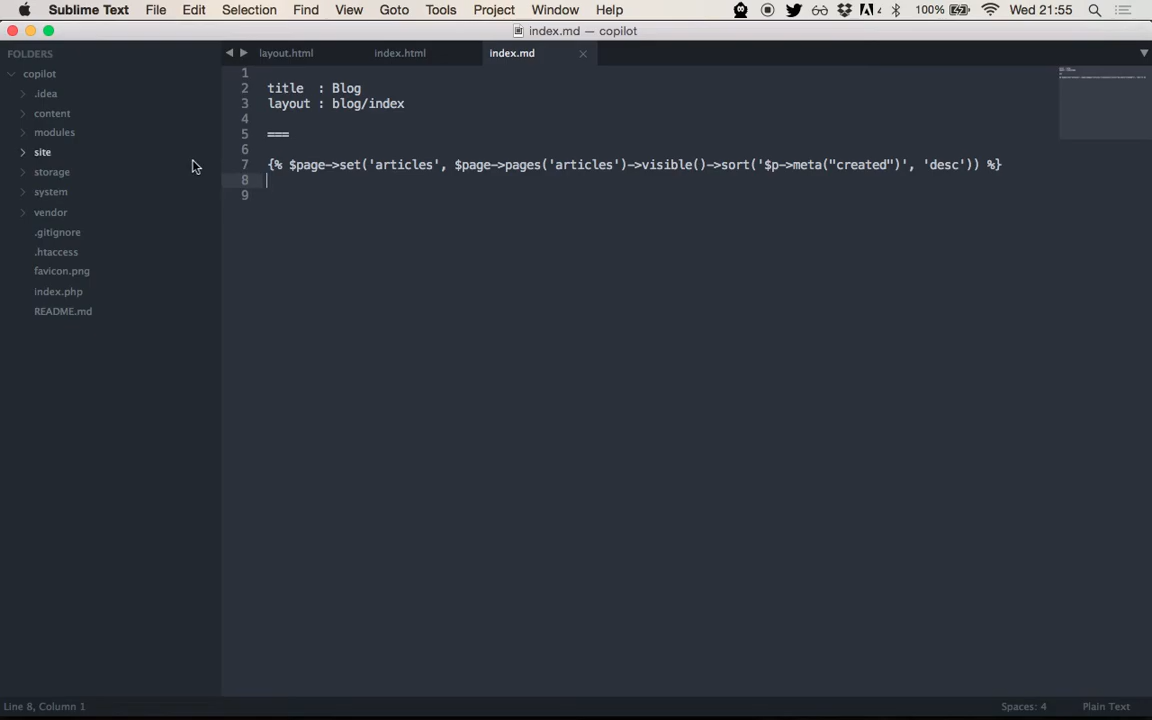 Sublime Text File Edit Selection Find View Goto Tools Project Window Help 4 100% Wed 21:55
index.md — copilot
FOLDERS
copilot
.idea
content
modules
site
storage
system
vendor
.gitignore
.htaccess
favicon.png
index.php
README.md
layout.html index.html index.md
1
2 title : Blog
3 layout : blog/index
4
5 ===
6
7 {% $page->set('articles', $page->pages('articles')->visible()->sort('$p->meta("created")', 'desc')) %}
8
9
Line 8, Column 1 Spaces: 4 Plain Text